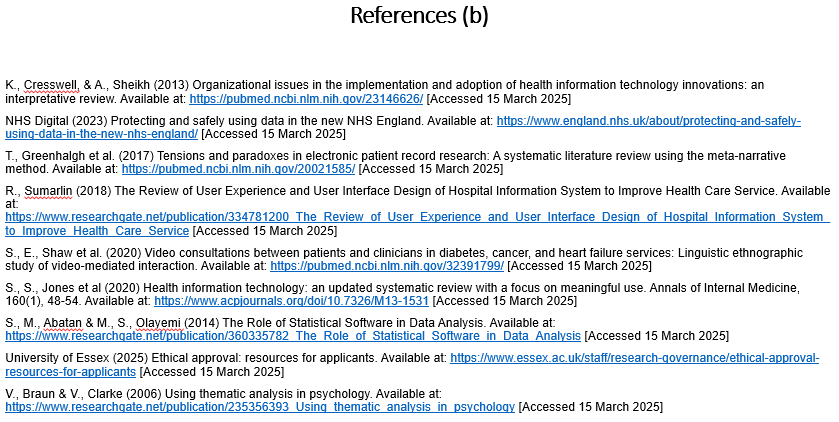 References (b)
K., Cresswell, & A., Sheikh (2013) Organizational issues in the implementation and adoption of health information technology innovations: an
interpretative review. Available at: https://pubmed.ncbi.nlm.nih.gov/23146626/ [Accessed 15 March 2025]
NHS Digital (2023) Protecting and safely using data in the new NHS England. Available at: https://www.england.nhs.uk/about/protecting-and-safely-
using-data-in-the-new-nhs-england/ [Accessed 15 March 2025]
T., Greenhalgh et al. (2017) Tensions and paradoxes in electronic patient record research: A systematic literature review using the meta-narrative
method. Available at: https://pubmed.ncbi.nlm.nih.gov/20021585/ [Accessed 15 March 2025]
R., Sumarlin (2018) The Review of User Experience and User Interface Design of Hospital Information System to Improve Health Care Service. Available
at:
https://www.researchgate.net/publication/334781200_The_Review_of_User_Experience_and_User_Interface_Design_of_Hospital_Information_System_
to_Improve_Health_Care_Service [Accessed 15 March 2025]
S., E., Shaw et al. (2020) Video consultations between patients and clinicians in diabetes, cancer, and heart failure services: Linguistic ethnographic
study of video-mediated interaction. Available at: https://pubmed.ncbi.nlm.nih.gov/32391799/ [Accessed 15 March 2025]
S., S., Jones et al (2020) Health information technology: an updated systematic review with a focus on meaningful use. Annals of Internal Medicine,
160(1), 48-54. Available at: https://www.acpjournals.org/doi/10.7326/M13-1531 [Accessed 15 March 2025]
S., M., Abatan & M., S., Olayemi (2014) The Role of Statistical Software in Data Analysis. Available at:
https://www.researchgate.net/publication/360335782_The_Role_of_Statistical_Software_in_Data_Analysis [Accessed 15 March 2025]
University of Essex (2025) Ethical approval: resources for applicants. Available at: https://www.essex.ac.uk/staff/research-governance/ethical-approval-
resources-for-applicants [Accessed 15 March 2025]
V., Braun & V., Clarke (2006) Using thematic analysis in psychology. Available at:
https://www.researchgate.net/publication/235356393_Using_thematic_analysis_in_psychology [Accessed 15 March 2025]